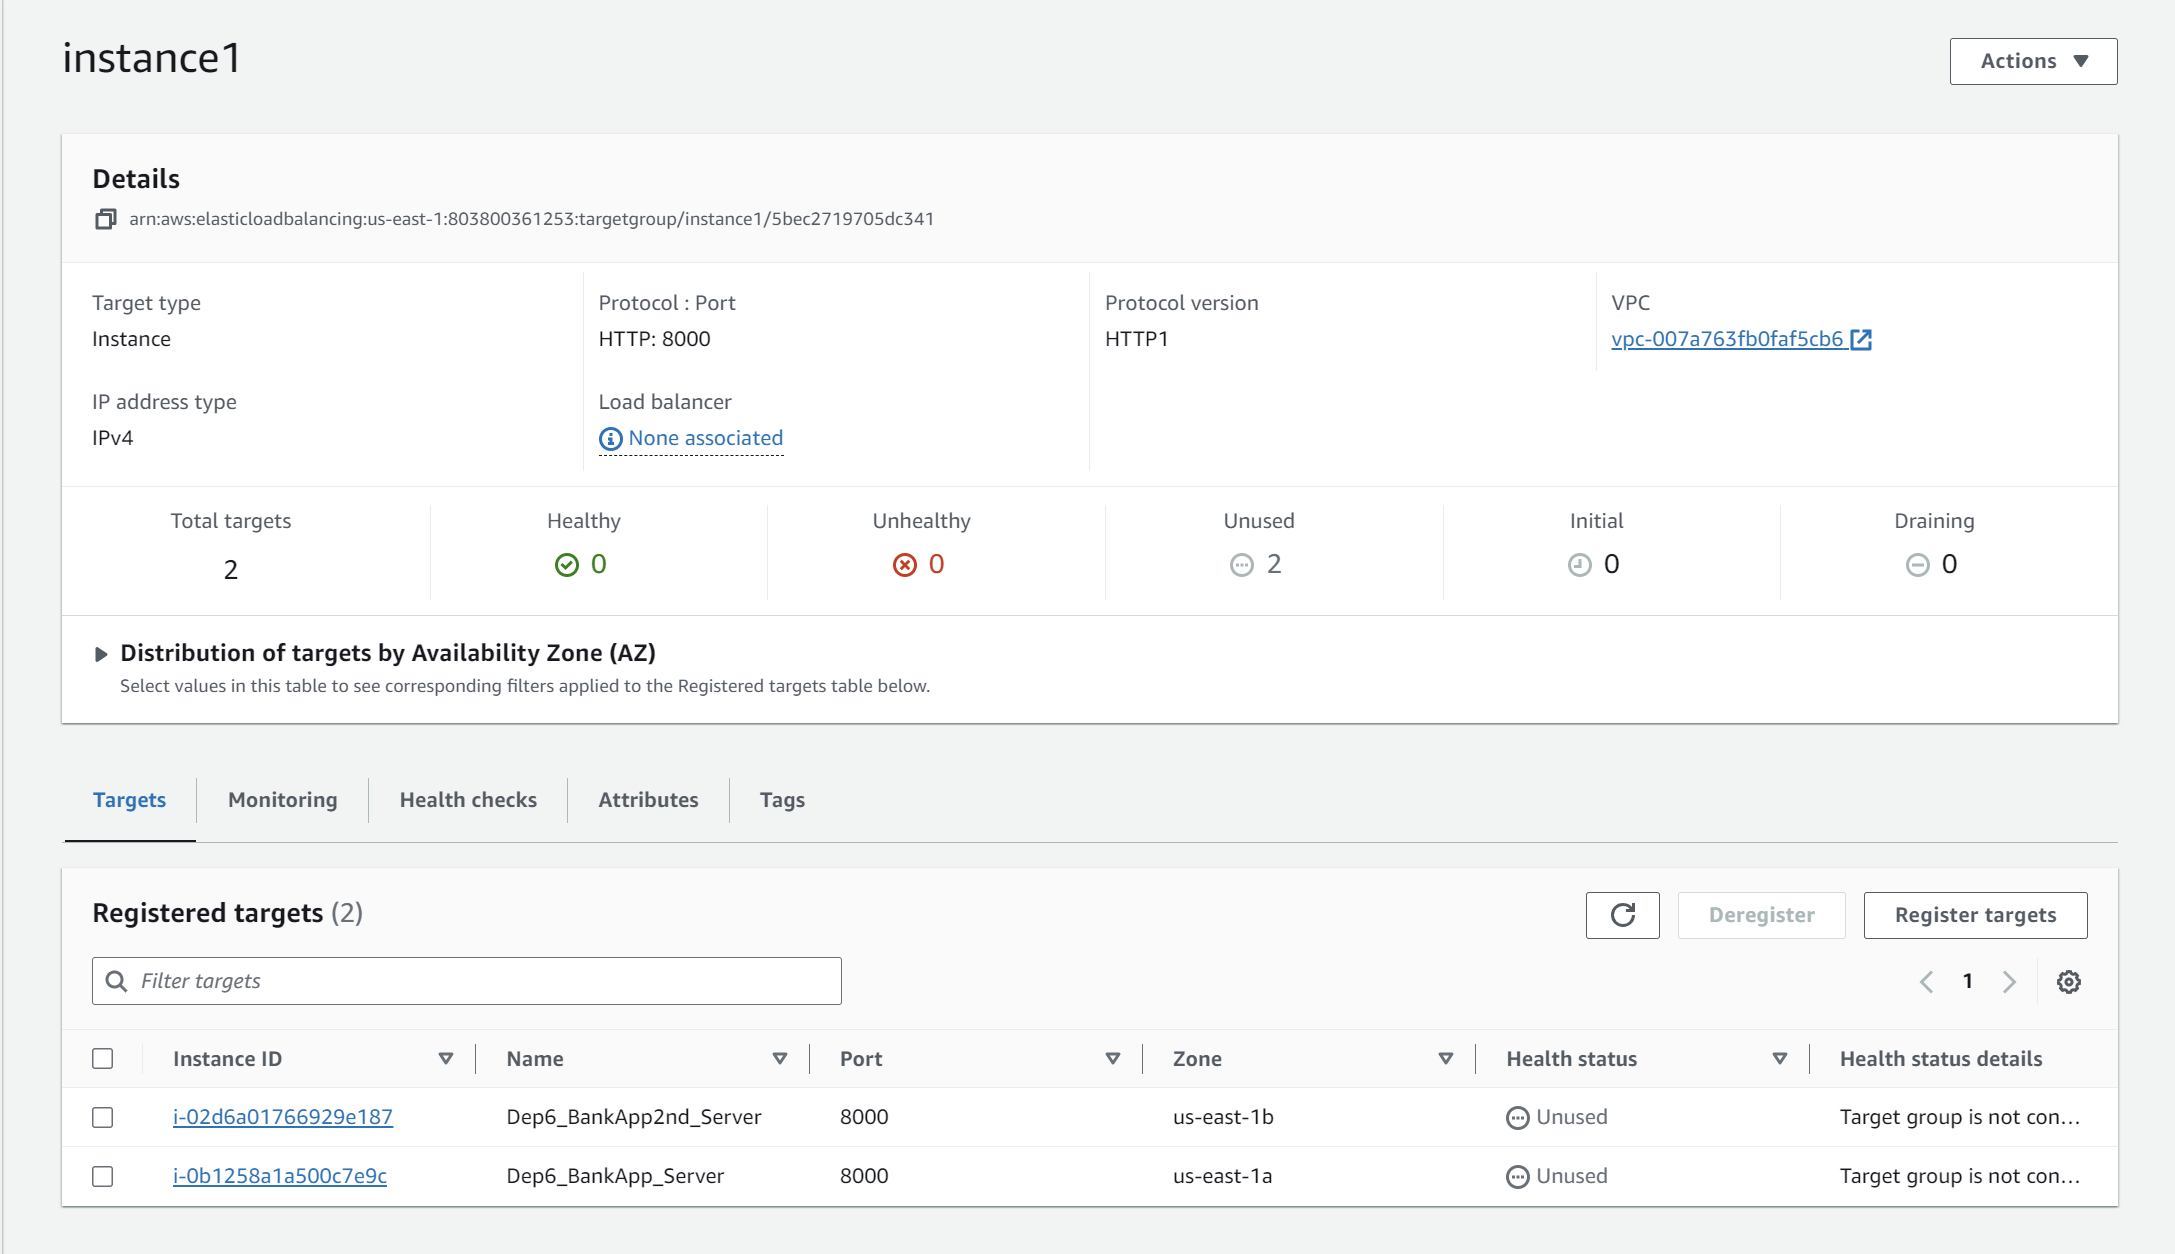 instance1
Actions
Details
arn:aws:elasticloadbalancing:us-east-1:803800361253:targetgroup/instance1/5bec2719705dc341
Target type
Instance
Protocol : Port
HTTP: 8000
Protocol version
HTTP1
VPC
vpc-007a763fb0faf5cb6
IP address type
IPv4
Load balancer
None associated
Total targets
2
Healthy
0
Unhealthy
0
Unused
2
Initial
0
Draining
0
Distribution of targets by Availability Zone (AZ)
Select values in this table to see corresponding filters applied to the Registered targets table below.
Targets
Monitoring
Health checks
Attributes
Tags
Registered targets (2)
Deregister
Register targets
Filter targets
1
Instance ID
Name
Port
Zone
Health status
Health status details
i-02d6a01766929e187
Dep6_BankApp2nd_Server
8000
us-east-1b
Unused
Target group is not con...
i-0b1258a1a500c7e9c
Dep6_BankApp_Server
8000
us-east-1a
Unused
Target group is not con...